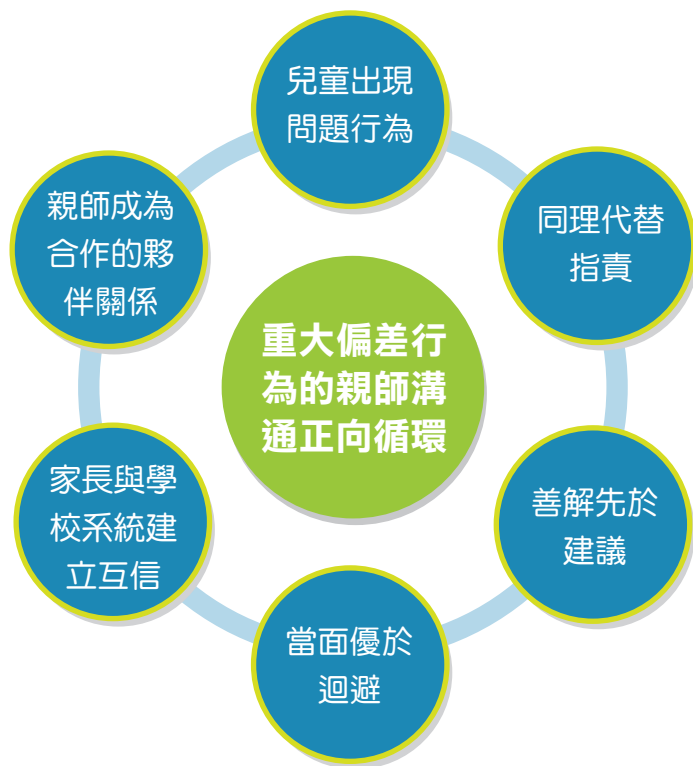 兒童出現
問題行為
同理代替
指責
善解先於
建議
當面優於
迴避
家長與學
校系統建
立互信
親師成為
合作的夥
伴關係
重大偏差行
為的親師溝
通正向循環